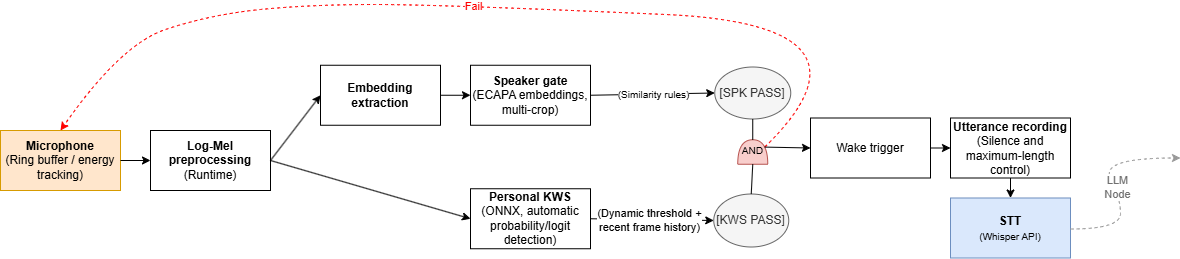 Fail
Microphone
(Ring buffer / energy
tracking)
Log-Mel
preprocessing
(Runtime)
Embedding
extraction
Speaker gate
(ECAPA embeddings,
multi-crop)
(Similarity rules)
[SPK PASS]
AND
Personal KWS
(ONNX, automatic
probability/logit
detection)
(Dynamic threshold +
recent frame history)
[KWS PASS]
Wake trigger
Utterance recording
(Silence and
maximum-length
control)
STT
(Whisper API)
LLM
Node